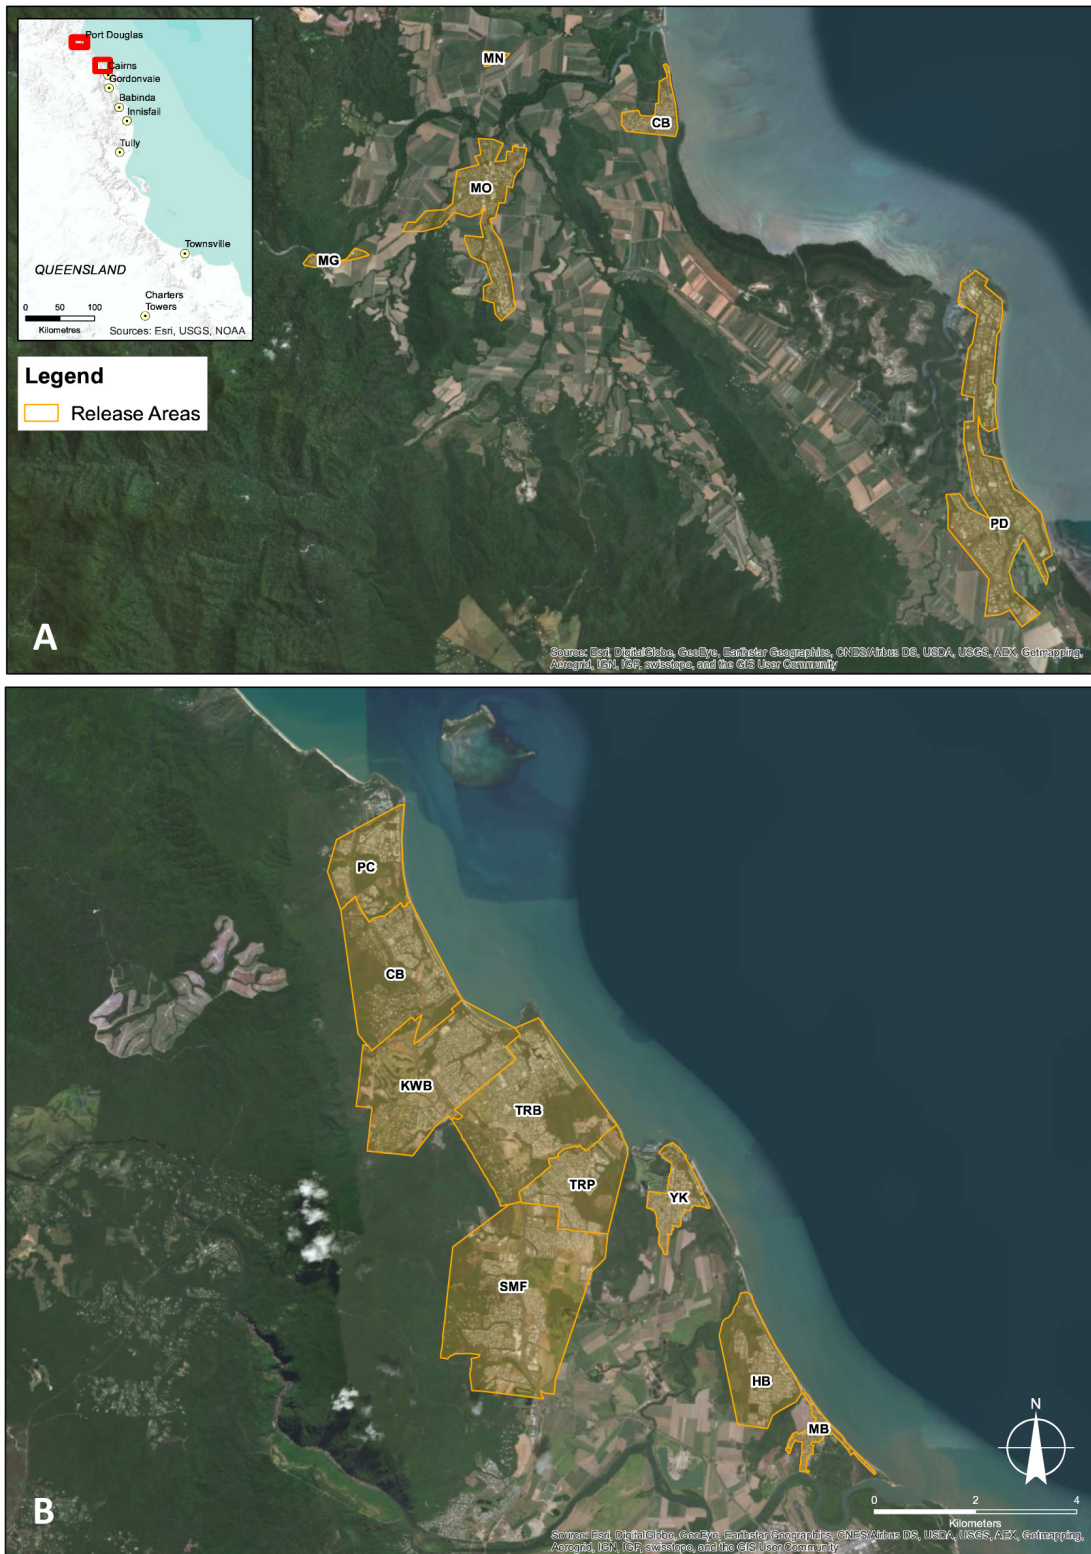 Port Douglas
Cairns
Gordonvale
Babinda
Innisfail
Tully
Townsville
QUEENSLAND
Charters
Towers
0 50 100
Kilometres
Sources: Esri, USGS, NOAA
Legend
Release Areas
MN
CB
MO
MG
PD
A
Source: Esri, DigitalGlobe, GeoEye, Earthstar Geographics, CNES/Airbus DS, USDA, USGS, AEX, Getmapping,
Aerogrid, IGN, IGP, swisstopo, and the GIS User Community
PC
CB
KWB
TRB
TRP
YK
SMF
HB
MB
N
0 2 4
Kilometers
B
Source: Esri, DigitalGlobe, GeoEye, Earthstar Geographics, CNES/Airbus DS, USDA, USGS, AEX, Getmapping,
Aerogrid, IGN, IGP, swisstopo, and the GIS User Community